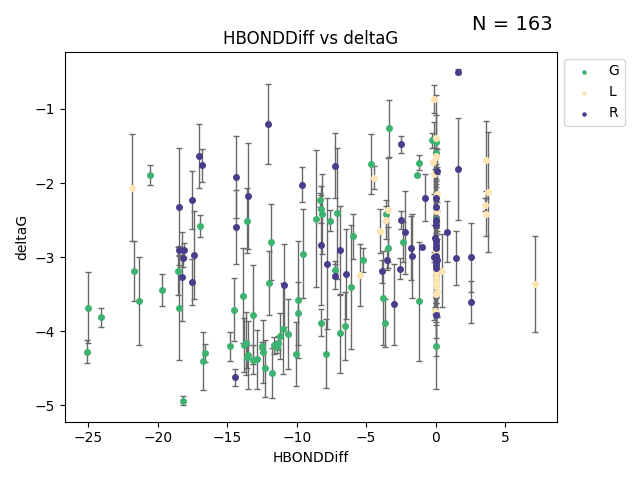 N = 163
HBONDDiff vs deltaG
G
L
R
−1
−2
−3
−4
−5
deltaG
−25 −20 −15 −10 −5 0 5
HBONDDiff